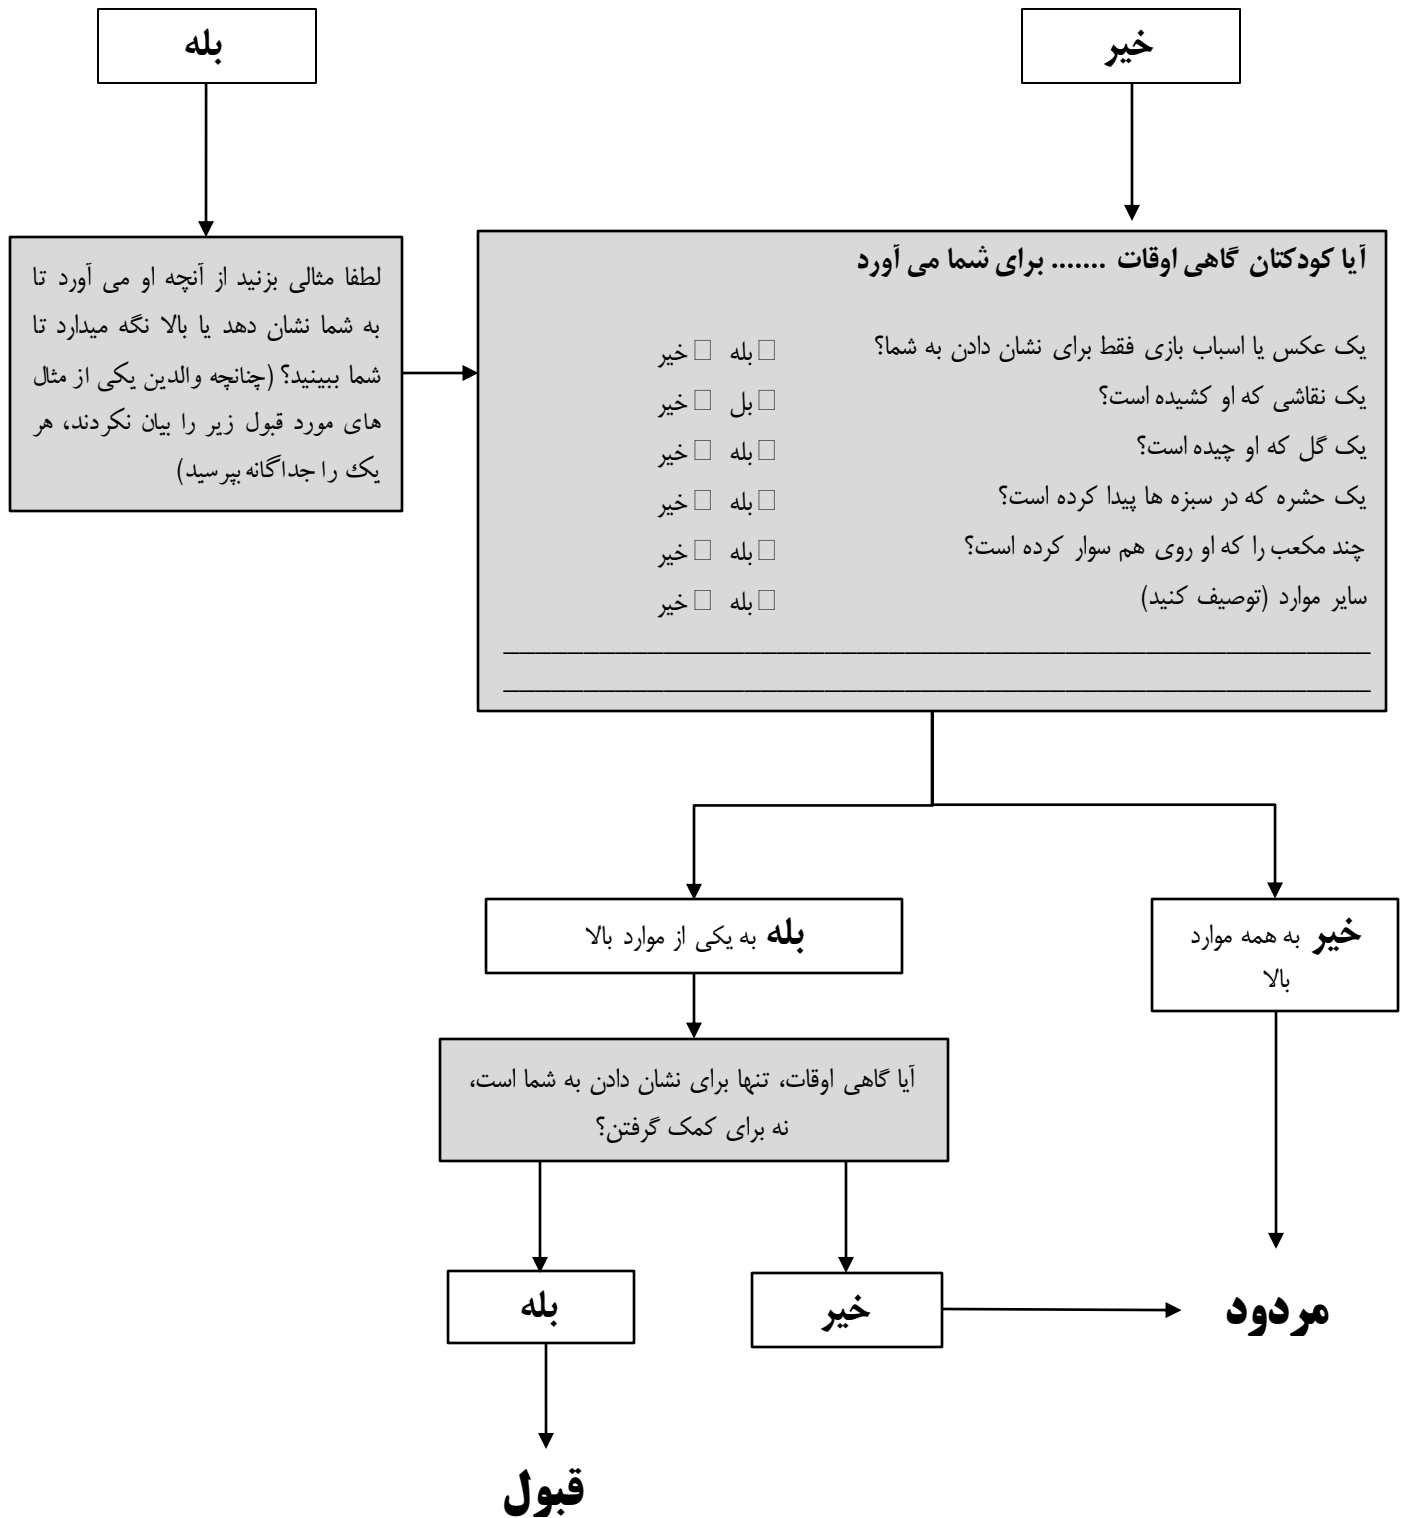 بله
خیر
لطفا مثالی بزنید از آنچه او می آورد تا
به شما نشان دهد یا بالا نگه میدارد تا
شما ببینید؟ (چنانچه والدین یکی از مثال
های مورد قبول زیر را بیان نکردند، هر
یک را جداگانه بپرسید)
آیا کودکتان گاهی اوقات ....... برای شما می آورد
یک عکس یا اسباب بازی فقط برای نشان دادن به شما؟ □ بله □ خیر
یک نقاشی که او کشیده است؟ □ بل □ خیر
یک گل که او چیده است؟ □ بله □ خیر
یک حشره که در سبزه ها پیدا کرده است؟ □ بله □ خیر
چند مکعب را که او روی هم سوار کرده است؟ □ بله □ خیر
سایر موارد (توصیف کنید) □ بله □ خیر
بله به یکی از موارد بالا
خیر به همه موارد
بالا
آیا گاهی اوقات، تنها برای نشان دادن به شما است،
نه برای کمک گرفتن؟
بله
خیر
مردود
قبول